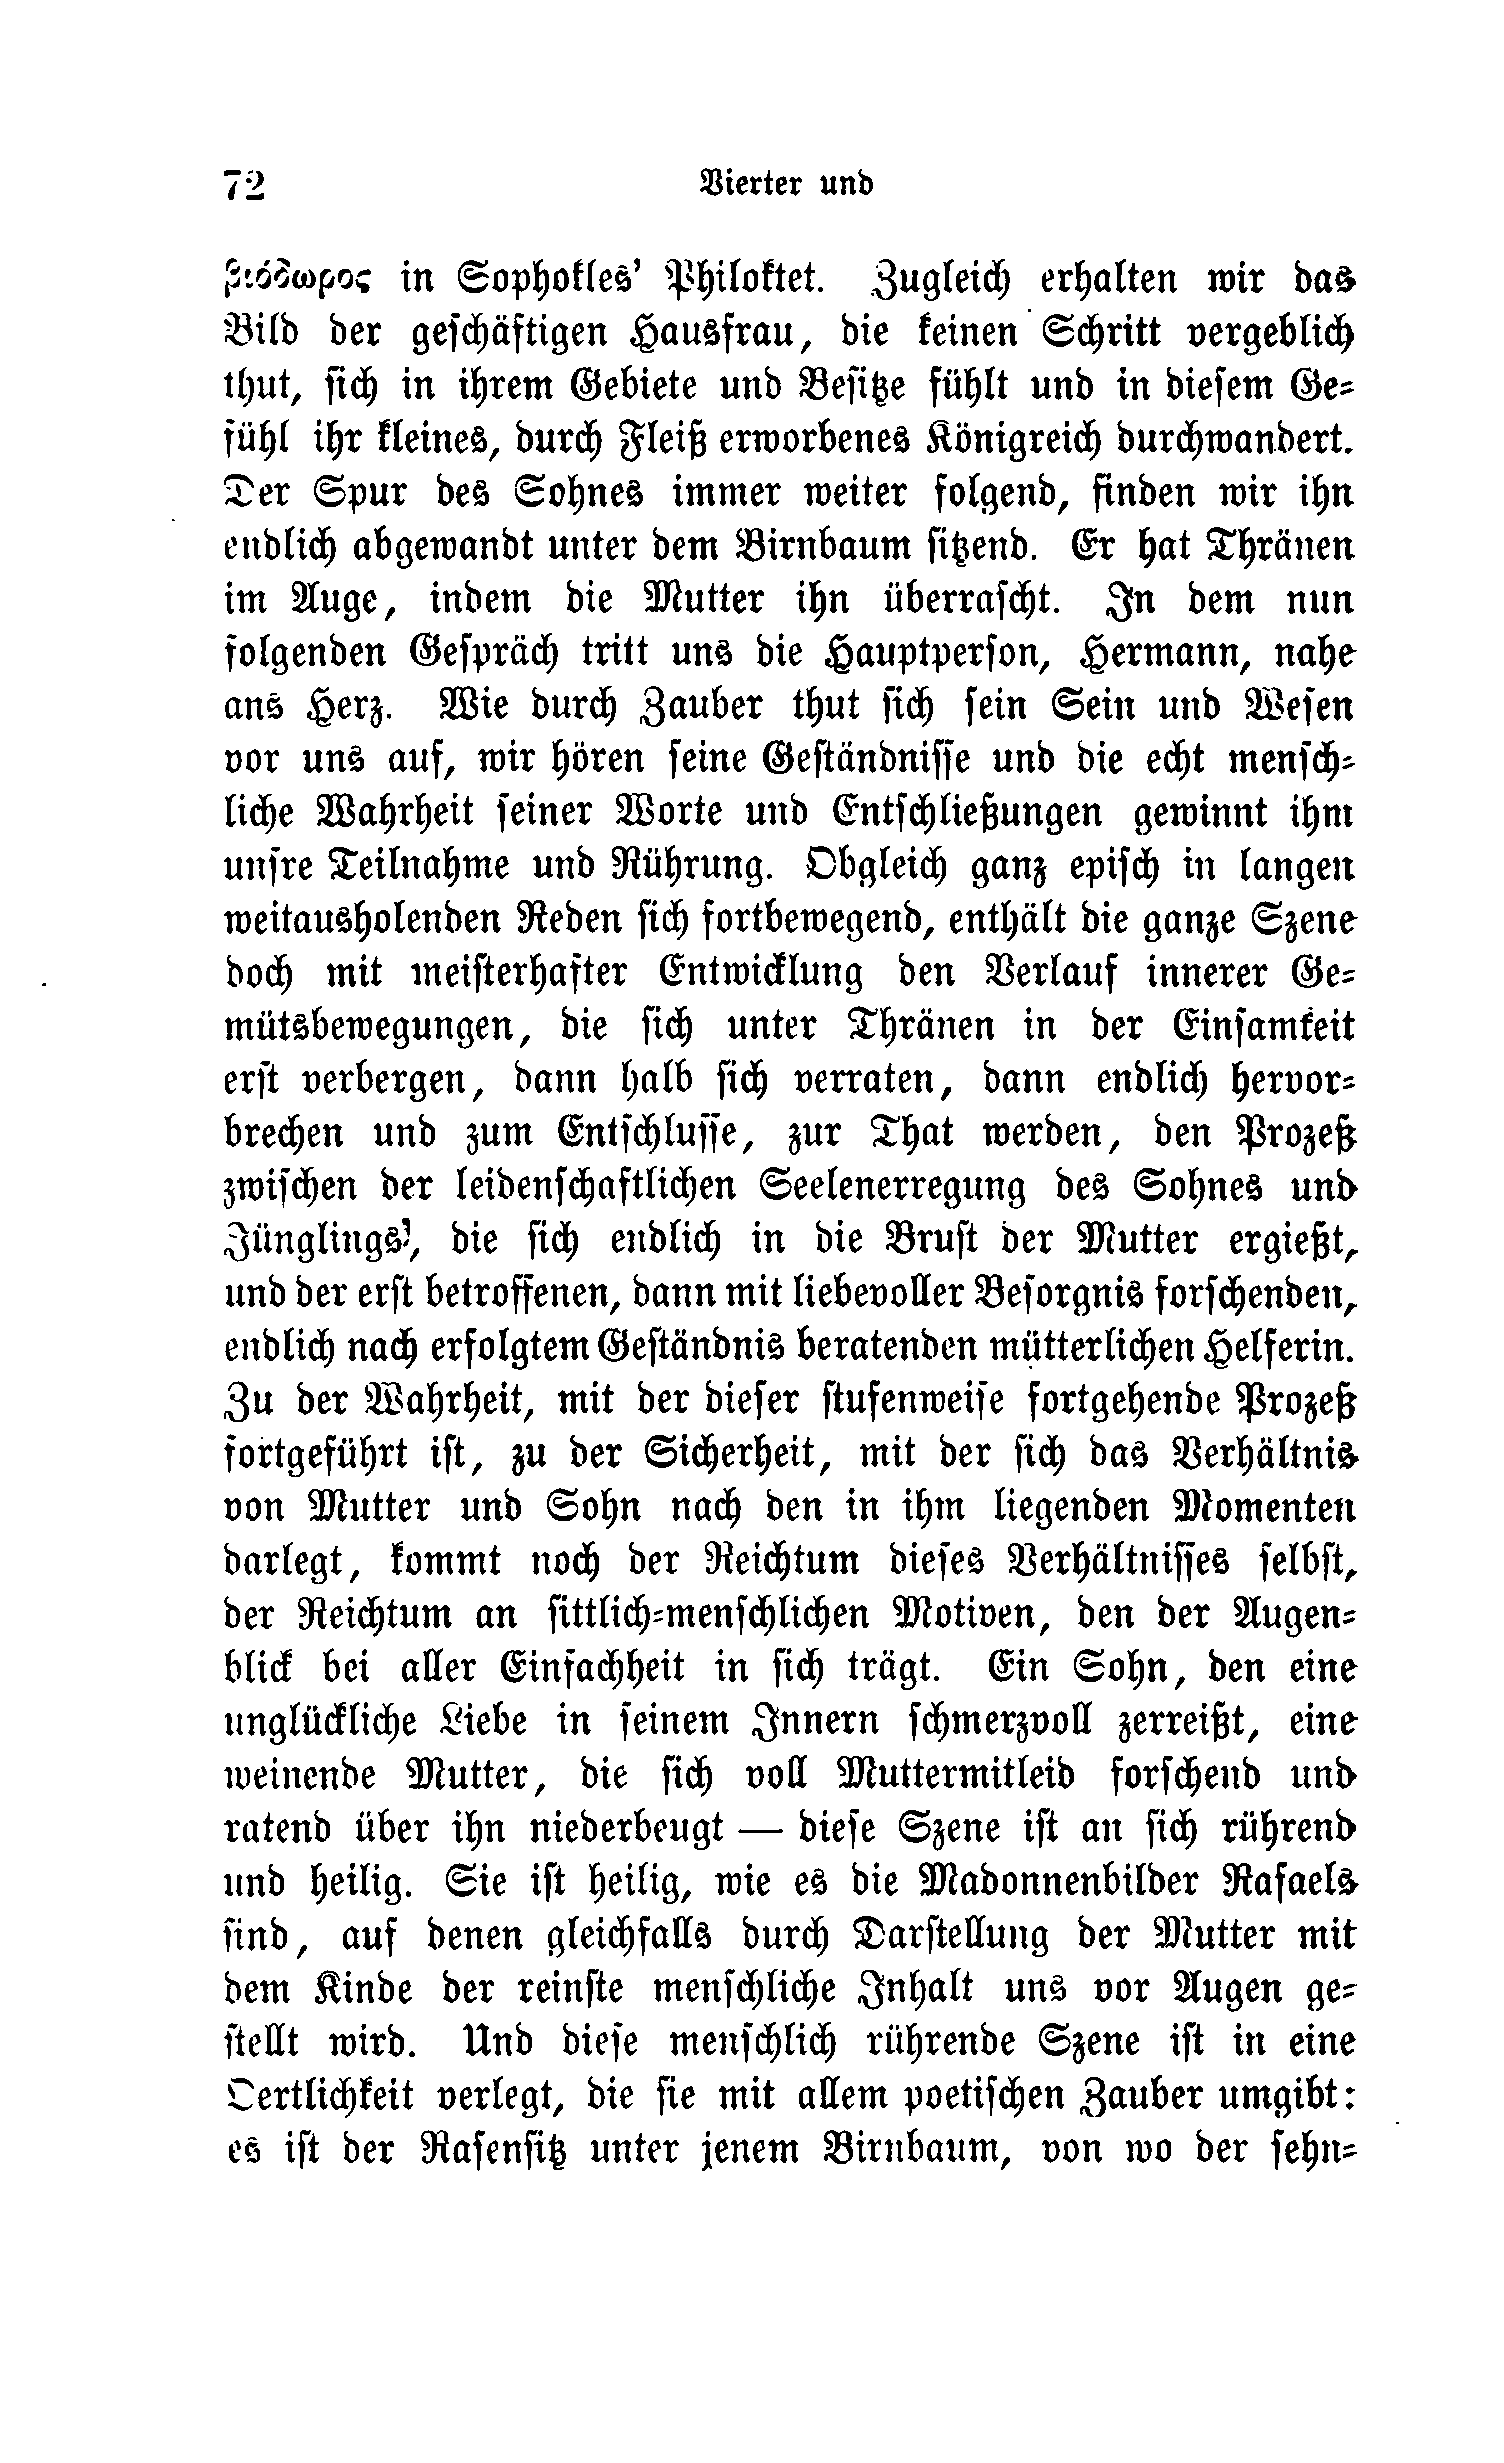 72 Vierter und
βιόδωρος in Sophokles' Philoktet. Zugleich erhalten wir das
Bild der geschäftigen Hausfrau, die keinen Schritt vergeblich
thut, sich in ihrem Gebiete und Besitze fühlt und in diesem Ge-
fühl ihr kleines, durch Fleiß erworbenes Königreich durchwandert.
Der Spur des Sohnes immer weiter folgend, finden wir ihn
endlich abgewandt unter dem Birnbaum sitzend. Er hat Thränen
im Auge, indem die Mutter ihn überrascht. In dem nun
folgenden Gespräch tritt uns die Hauptperson, Hermann, nahe
ans Herz. Wie durch Zauber thut sich sein Sein und Wesen
vor uns auf, wir hören seine Geständnisse und die echt mensch-
liche Wahrheit seiner Worte und Entschließungen gewinnt ihm
unsre Teilnahme und Rührung. Obgleich ganz episch in langen
weitausholenden Reden sich fortbewegend, enthält die ganze Szene
doch mit meisterhafter Entwicklung den Verlauf innerer Ge-
mütsbewegungen, die sich unter Thränen in der Einsamkeit
erst verbergen, dann halb sich verraten, dann endlich hervor-
brechen und zum Entschlusse, zur That werden, den Prozeß
zwischen der leidenschaftlichen Seelenerregung des Sohnes und
Jünglings, die sich endlich in die Brust der Mutter ergießt,
und der erst betroffenen, dann mit liebevoller Besorgnis forschenden,
endlich nach erfolgtem Geständnis beratenden mütterlichen Helferin.
Zu der Wahrheit, mit der dieser stufenweise fortgehende Prozeß
fortgeführt ist, zu der Sicherheit, mit der sich das Verhältnis
von Mutter und Sohn nach den in ihm liegenden Momenten
darlegt, kommt noch der Reichtum dieses Verhältnisses selbst,
der Reichtum an sittlich-menschlichen Motiven, den der Augen-
blick bei aller Einfachheit in sich trägt. Ein Sohn, den eine
unglückliche Liebe in seinem Innern schmerzvoll zerreißt, eine
weinende Mutter, die sich voll Muttermitleid forschend und
ratend über ihn niederbeugt — diese Szene ist an sich rührend
und heilig. Sie ist heilig, wie es die Madonnenbilder Rafaels
sind, auf denen gleichfalls durch Darstellung der Mutter mit
dem Kinde der reinste menschliche Inhalt uns vor Augen ge-
stellt wird. Und diese menschlich rührende Szene ist in eine
Oertlichkeit verlegt, die sie mit allem poetischen Zauber umgibt:
es ist der Rasensitz unter jenem Birnbaum, von wo der sehn-